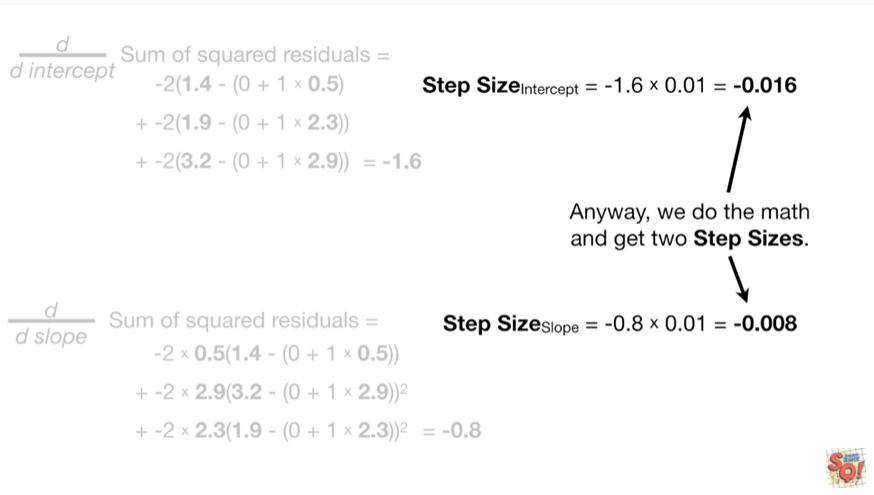 d
d intercept
Sum of squared residuals =
-2(1.4 - (0 + 1 × 0.5)
+ -2(1.9 - (0 + 1 × 2.3))
+ -2(3.2 - (0 + 1 × 2.9)) = -1.6
Step SizeIntercept = -1.6 × 0.01 = -0.016
Anyway, we do the math
and get two Step Sizes.
d
d slope
Sum of squared residuals =
-2 × 0.5(1.4 - (0 + 1 × 0.5))
+ -2 × 2.9(3.2 - (0 + 1 × 2.9))2
+ -2 × 2.3(1.9 - (0 + 1 × 2.3))2 = -0.8
Step SizeSlope = -0.8 × 0.01 = -0.008
SO!